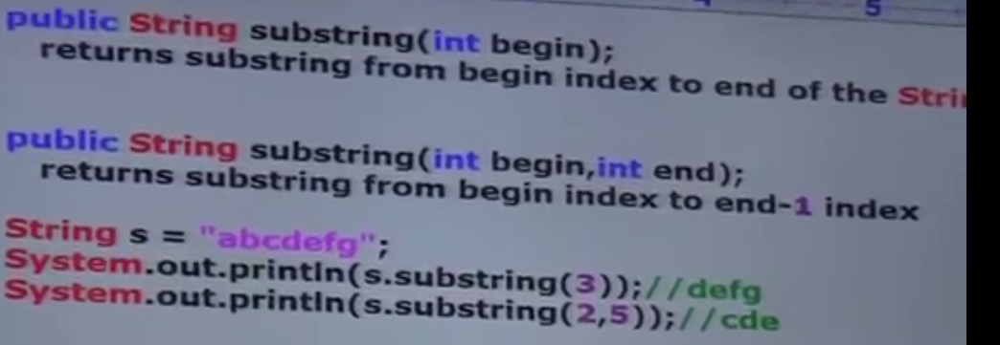 5
public String substring(int begin);
returns substring from begin index to end of the
public String substring(int begin,int end);
returns substring from begin index to end-1 index
String s = "abcdefg";
System.out.println(s.substring(3));//defg
System.out.println(s.substring(2,5));//cde